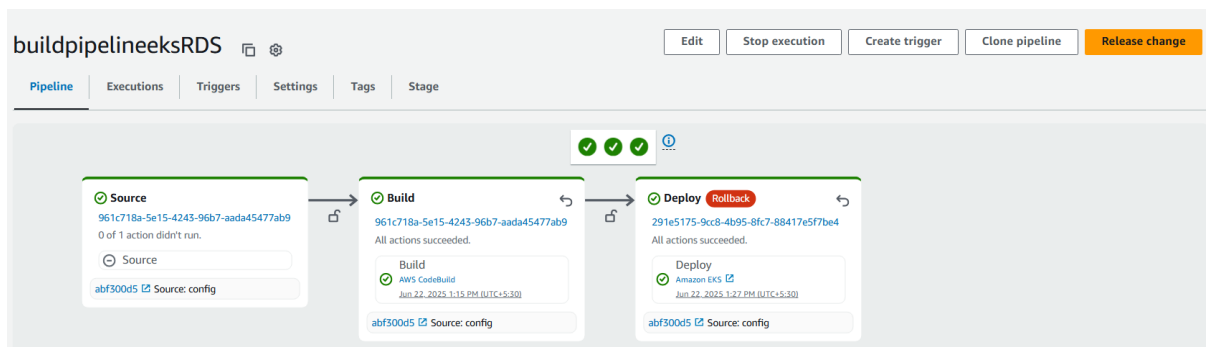 buildpipelineeksRDS
Edit
Stop execution
Create trigger
Clone pipeline
Release change
Pipeline
Executions
Triggers
Settings
Tags
Stage
Source
961c718a-5e15-4243-96b7-aada45477ab9
0 of 1 action didn't run.
Source
abf300d5 Source: config
Build
961c718a-5e15-4243-96b7-aada45477ab9
All actions succeeded.
Build
AWS CodeBuild
Jun 22, 2025 1:15 PM (UTC+5:30)
abf300d5 Source: config
Deploy Rollback
291e5175-9cc8-4b95-8fc7-88417e5f7be4
All actions succeeded.
Deploy
Amazon EKS
Jun 22, 2025 1:27 PM (UTC+5:30)
abf300d5 Source: config